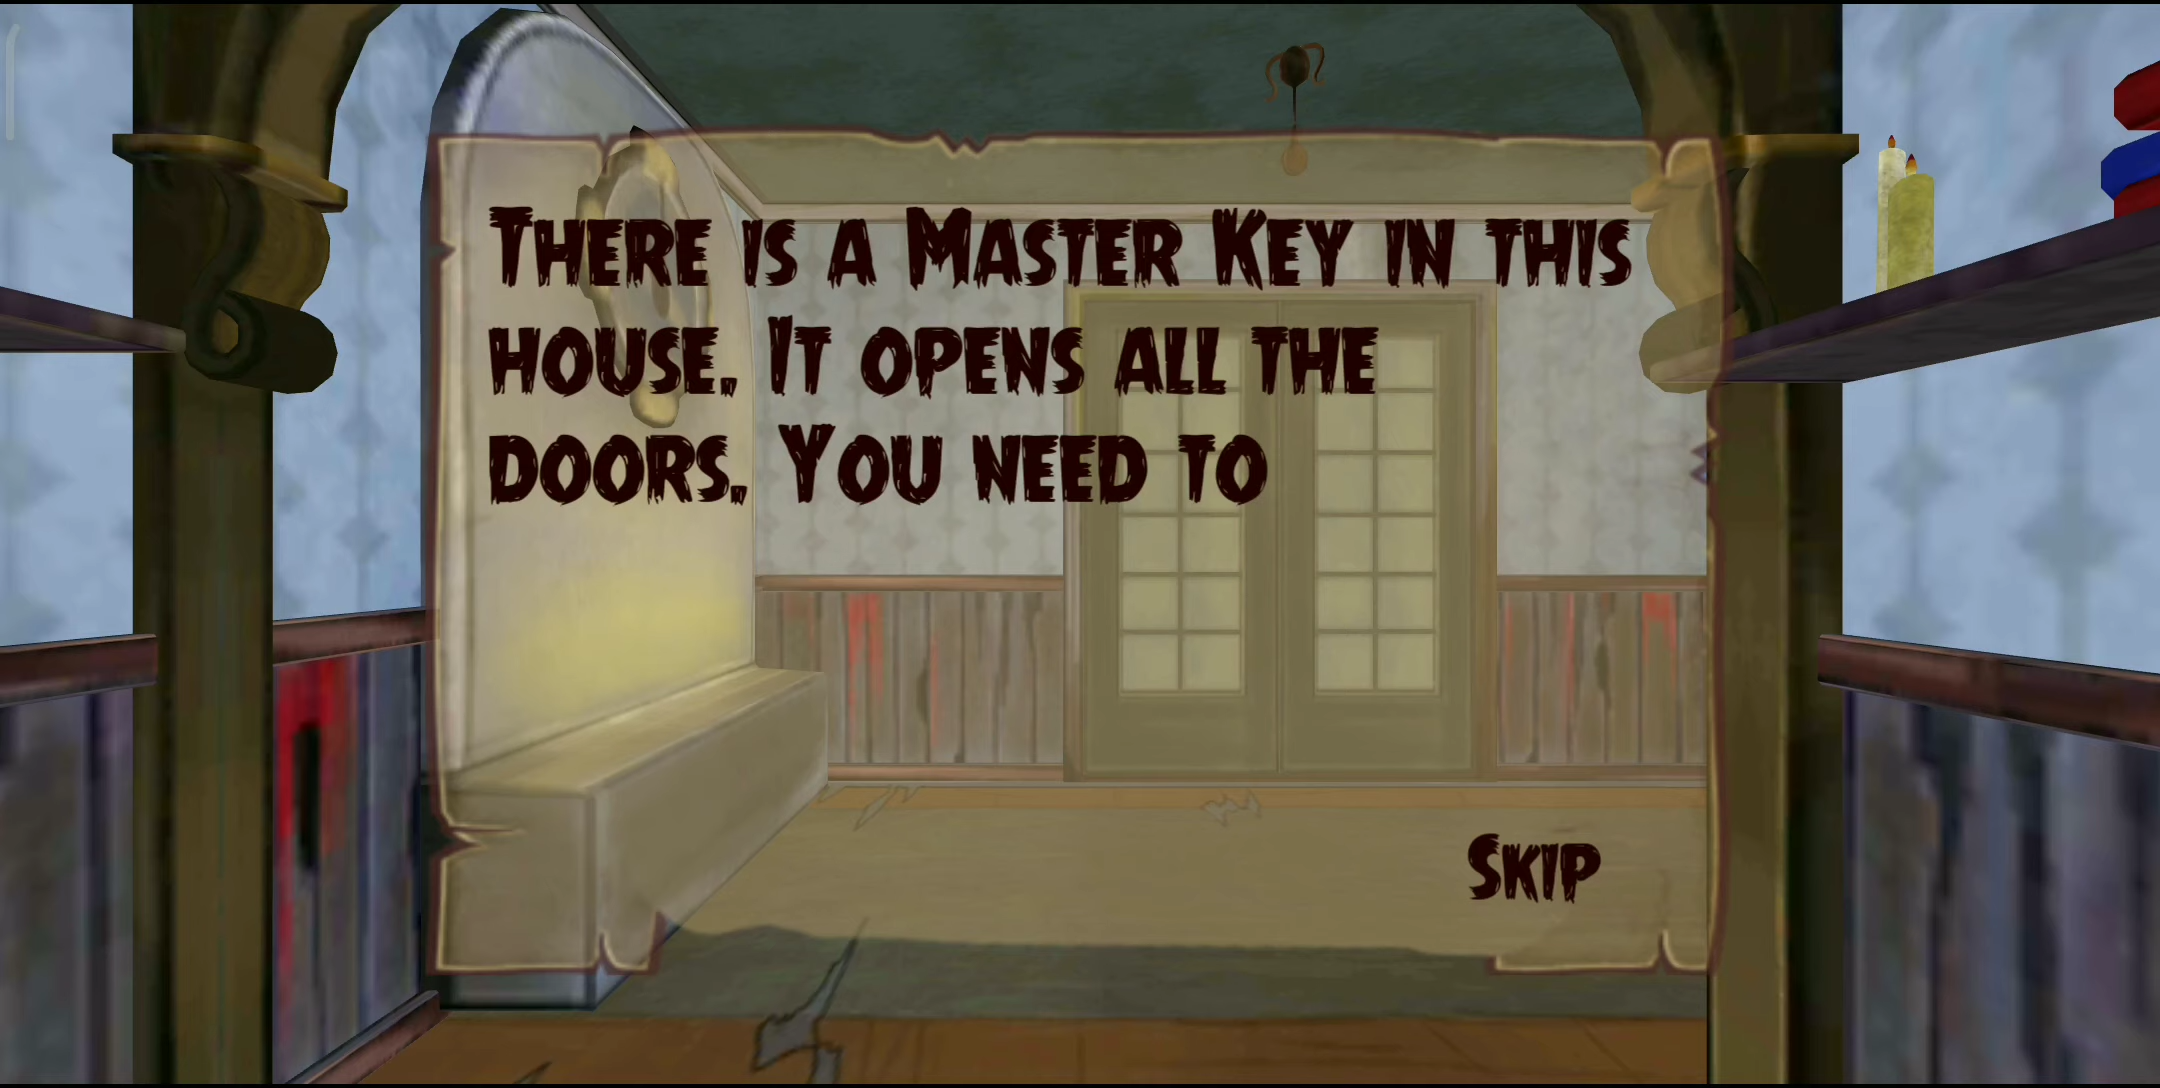 There is a Master Key in this
house. It opens all the
doors. You need to
Skip